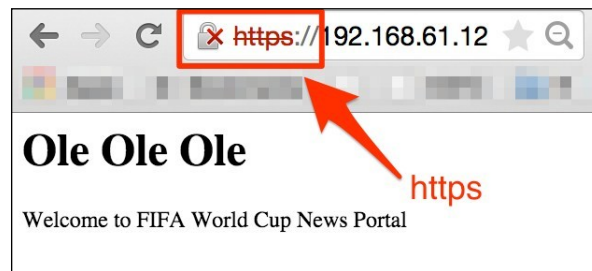 https://192.168.61.12
Ole Ole Ole
https
Welcome to FIFA World Cup News Portal